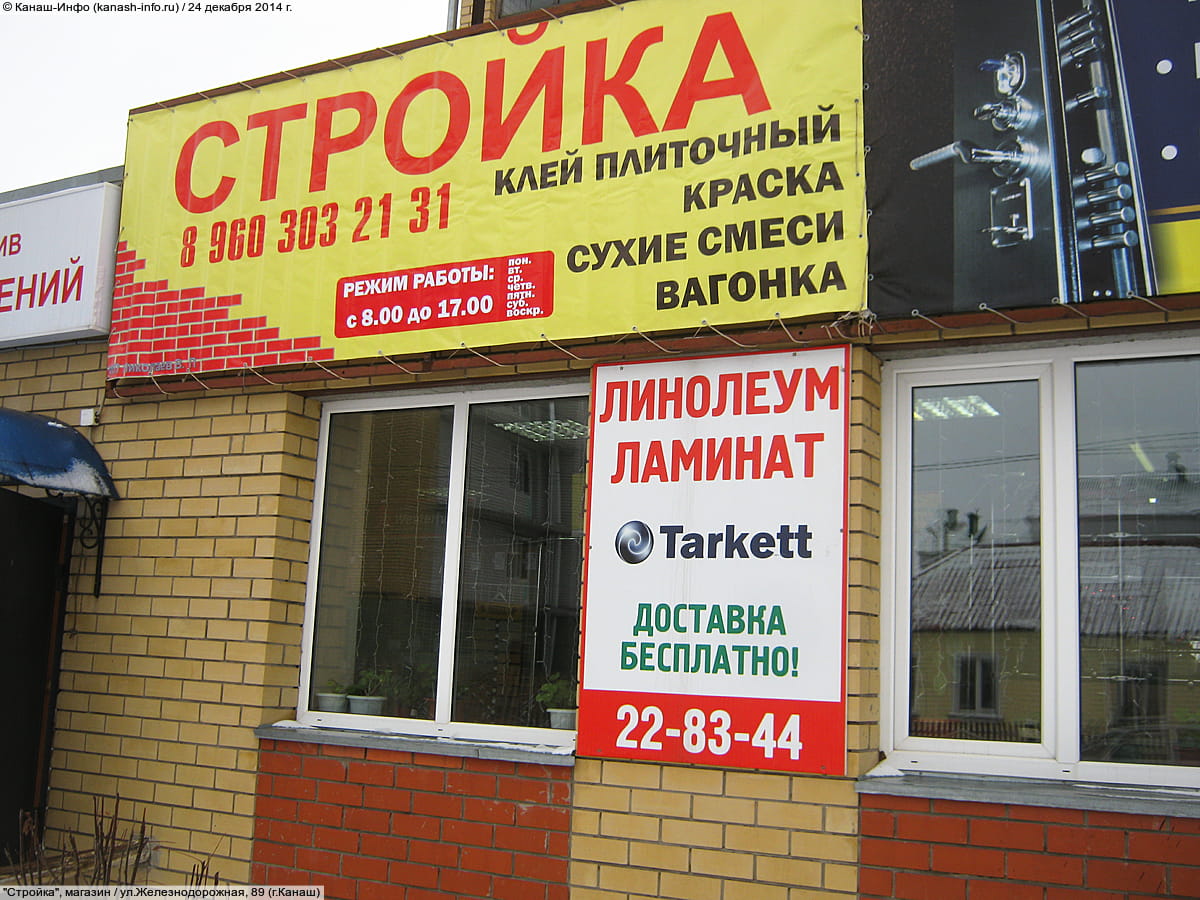 © Канаш-Инфо (kanash-info.ru) / 24 декабря 2014 г.
СТРОЙКА
8 960 303 21 31
КЛЕЙ ПЛИТОЧНЫЙ
КРАСКА
СУХИЕ СМЕСИ
ВАГОНКА
РЕЖИМ РАБОТЫ:
с 8.00 до 17.00
пон.
вт.
ср.
четв.
пятн.
суб.
воскр.
ИВ
ЕНИЙ
ЛИНОЛЕУМ
ЛАМИНАТ
Tarkett
ДОСТАВКА
БЕСПЛАТНО!
22-83-44
"Стройка", магазин / ул.Железнодорожная, 89 (г.Канаш)